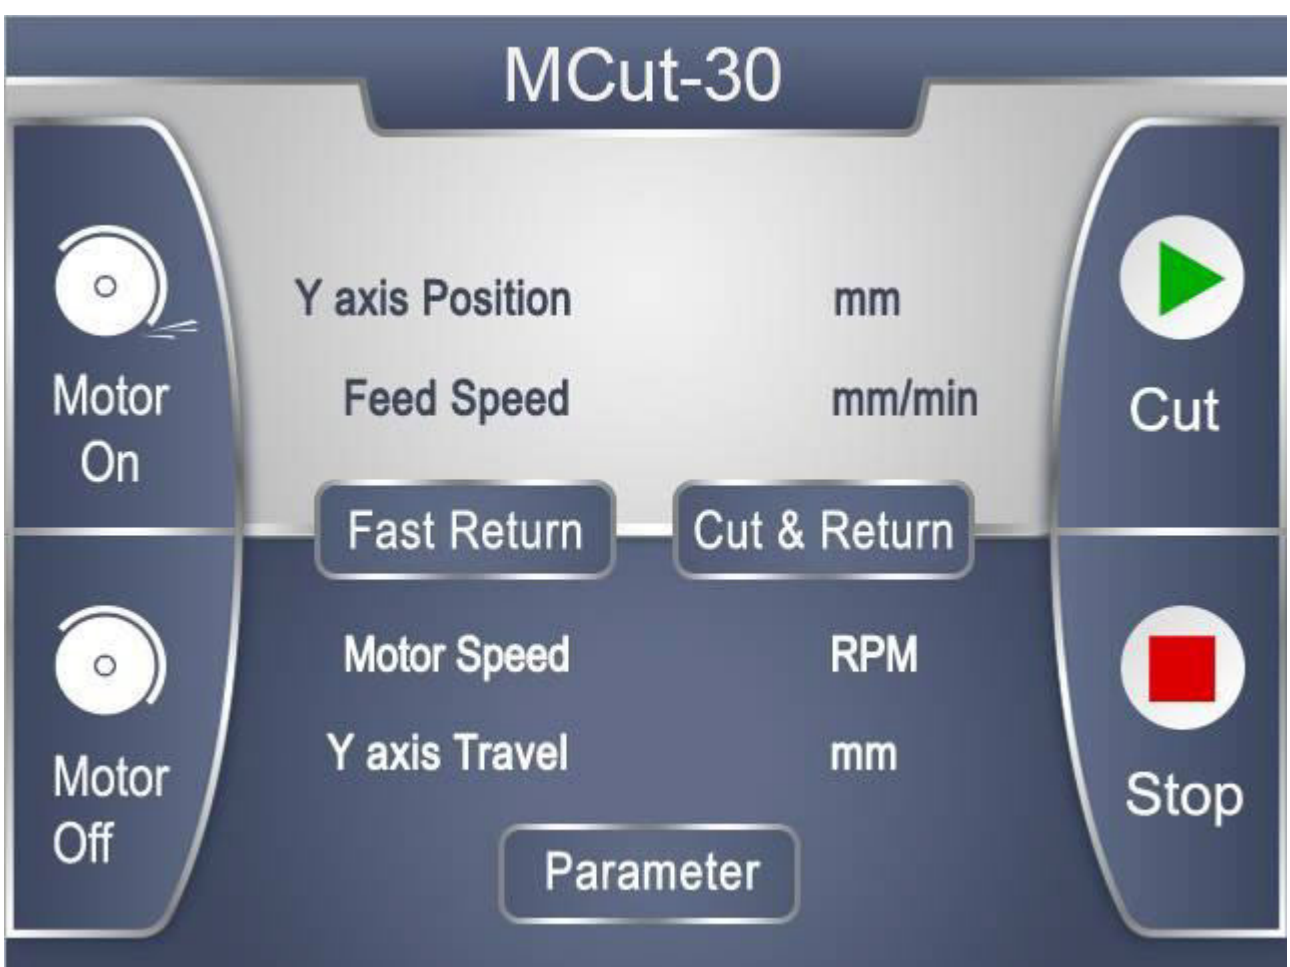 MCut-30
Y axis Position mm
Feed Speed mm/min
Motor
On
Cut
Fast Return
Cut & Return
Motor Speed RPM
Y axis Travel mm
Motor
Off
Stop
Parameter